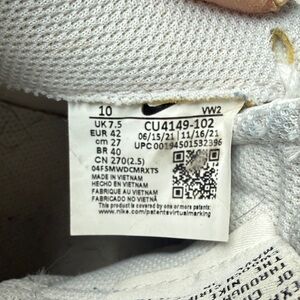 10 VW2
UK 7.5 CU4149-102
EUR 42 06/15/21 11/16/21
cm 27 UPC 00194501532396
BR 40
CN 270(2.5)
04FSMWDCMRXTS
MADE IN VIETNAM
HECHO EN VIETNAM
FABRIQUE AU VIETNAM
FABRICADO NO VIETNÃ
This product is covered by one or more patents:
www.nike.com/patentsvirtualmarking